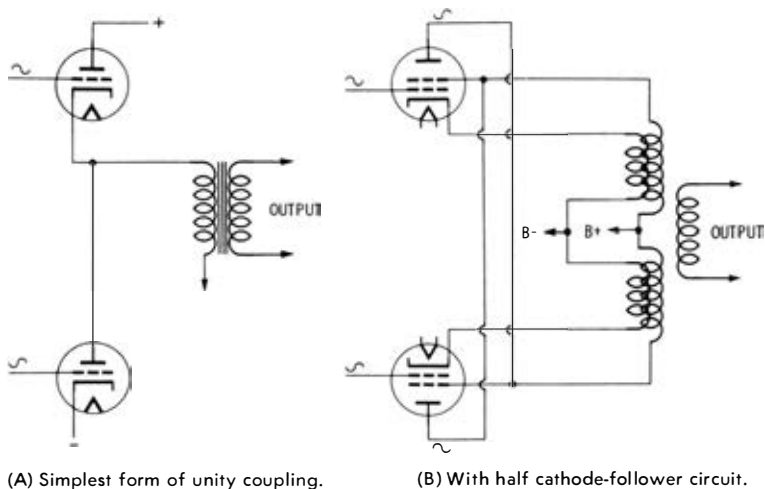 +
OUTPUT
–
(A) Simplest form of unity coupling.
B-
B+
OUTPUT
(B) With half cathode-follower circuit.